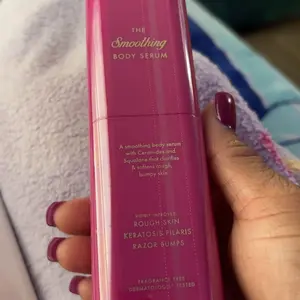 THE
Smoothing
BODY SERUM
A smoothing body serum
with Ceramides and
Squalane that clarifies
& softens rough,
bumpy skin
ROUGH SKIN
KERATOSIS PILARIS
RAZOR BUMPS
FRAGRANCE FREE
DERMATOLOGIST TESTED